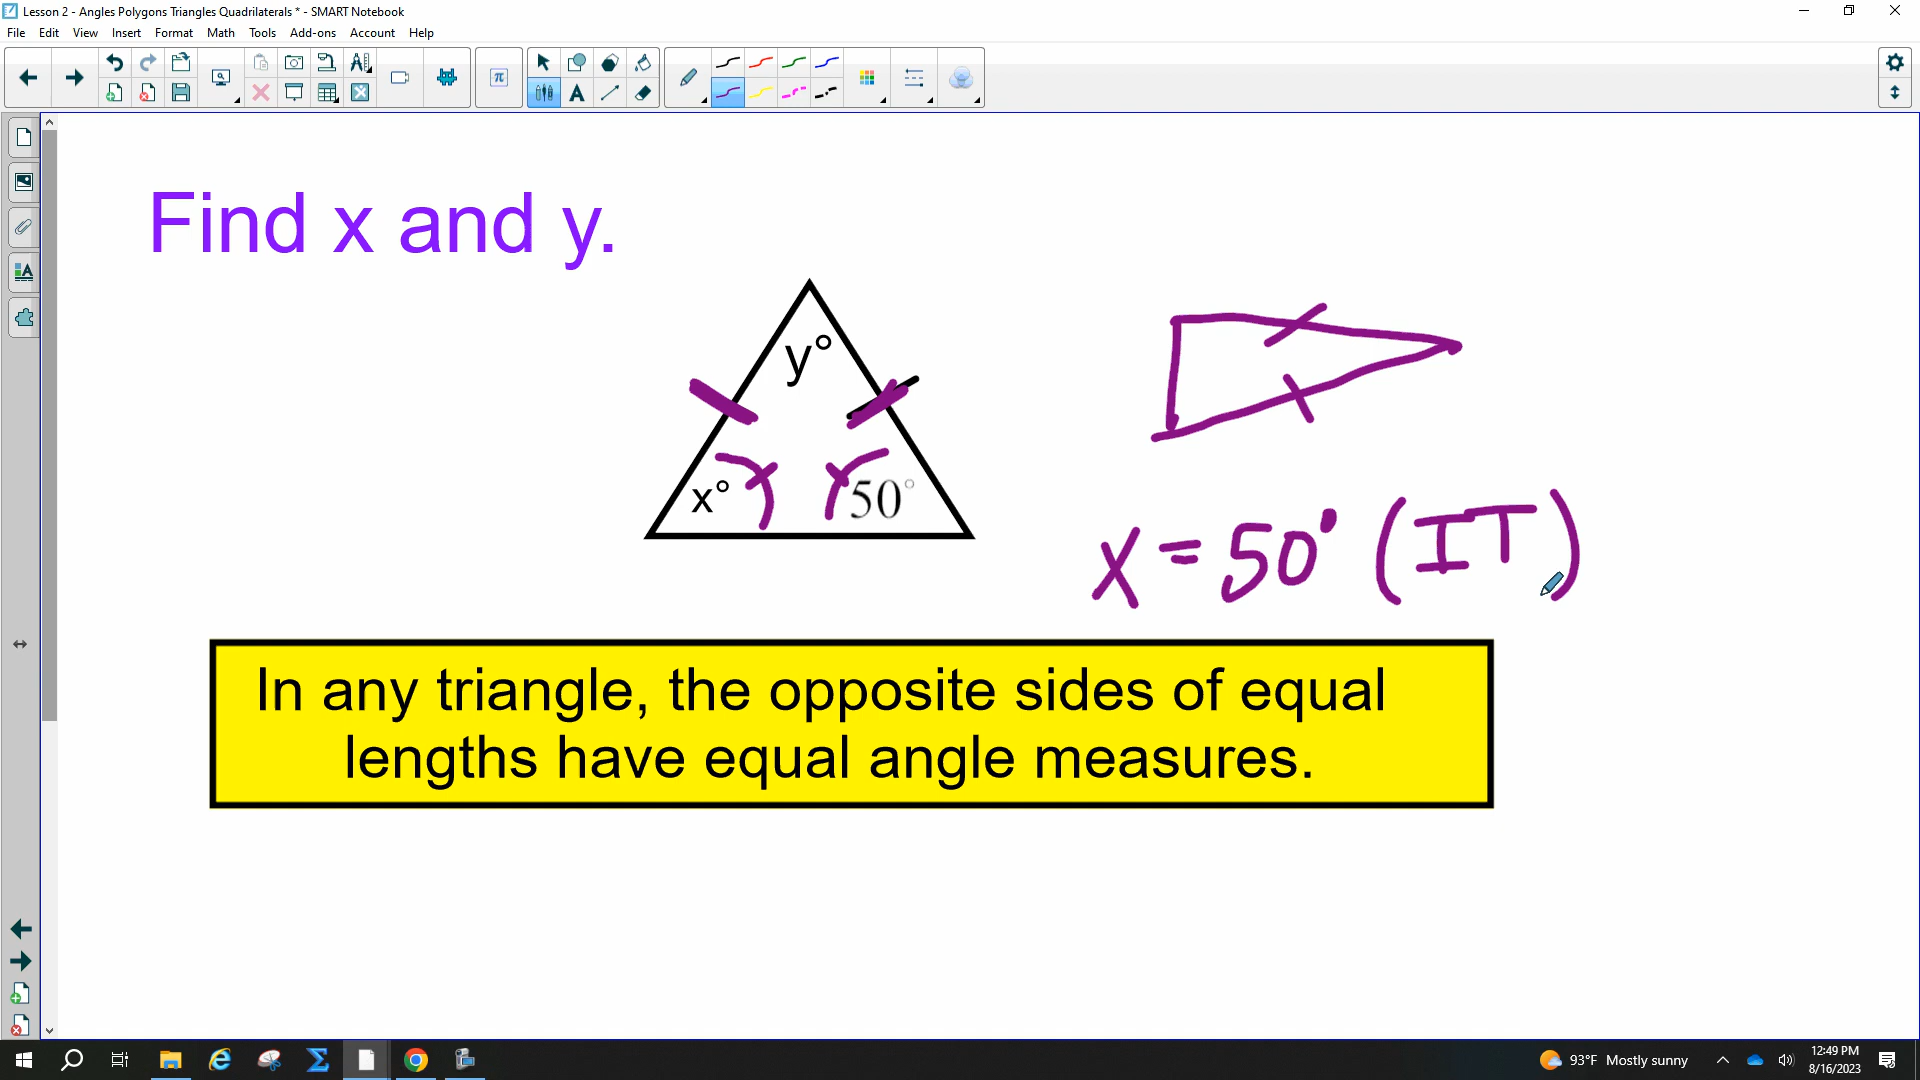 Lesson 2 - Angles Polygons Triangles Quadrilaterals * - SMART Notebook
File Edit View Insert Format Math Tools Add-ons Account Help
Find x and y.
y°
x°
50°
x = 50° (IT)
In any triangle, the opposite sides of equal
lengths have equal angle measures.
93°F Mostly sunny
12:49 PM
8/16/2023